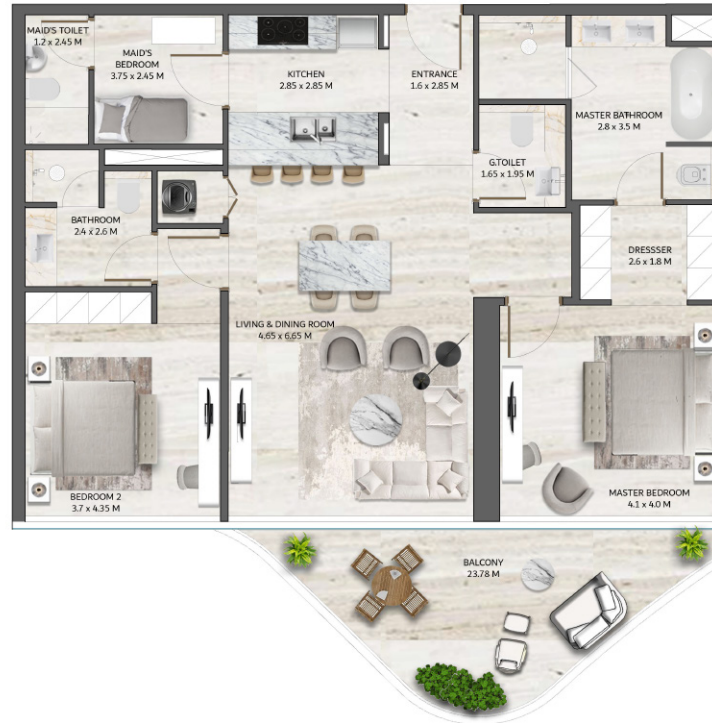 MAID'S TOILET
1.2 x 2.45 M
MAID'S
BEDROOM
3.75 x 2.45 M
KITCHEN
2.85 x 2.85 M
ENTRANCE
1.6 x 2.85 M
MASTER BATHROOM
2.8 x 3.5 M
G.TOILET
1.65 x 1.95 M
BATHROOM
2.4 x 2.6 M
DRESSSER
2.6 x 1.8 M
LIVING & DINING ROOM
4.65 x 6.65 M
BEDROOM 2
3.7 x 4.35 M
MASTER BEDROOM
4.1 x 4.0 M
BALCONY
23.78 M